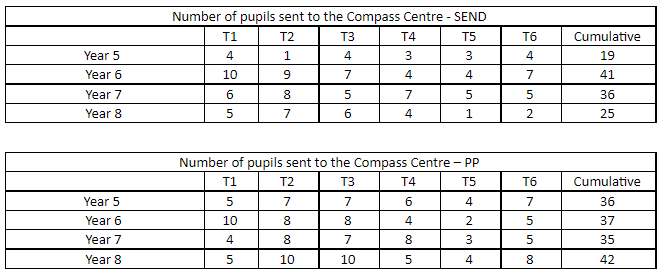 Number of pupils sent to the Compass Centre - SEND
T1 T2 T3 T4 T5 T6 Cumulative
Year 5 4 1 4 3 3 4 19
Year 6 10 9 7 4 4 7 41
Year 7 6 8 5 7 5 5 36
Year 8 5 7 6 4 1 2 25
Number of pupils sent to the Compass Centre – PP
T1 T2 T3 T4 T5 T6 Cumulative
Year 5 5 7 7 6 4 7 36
Year 6 10 8 8 4 2 5 37
Year 7 4 8 7 8 3 5 35
Year 8 5 10 10 5 4 8 42